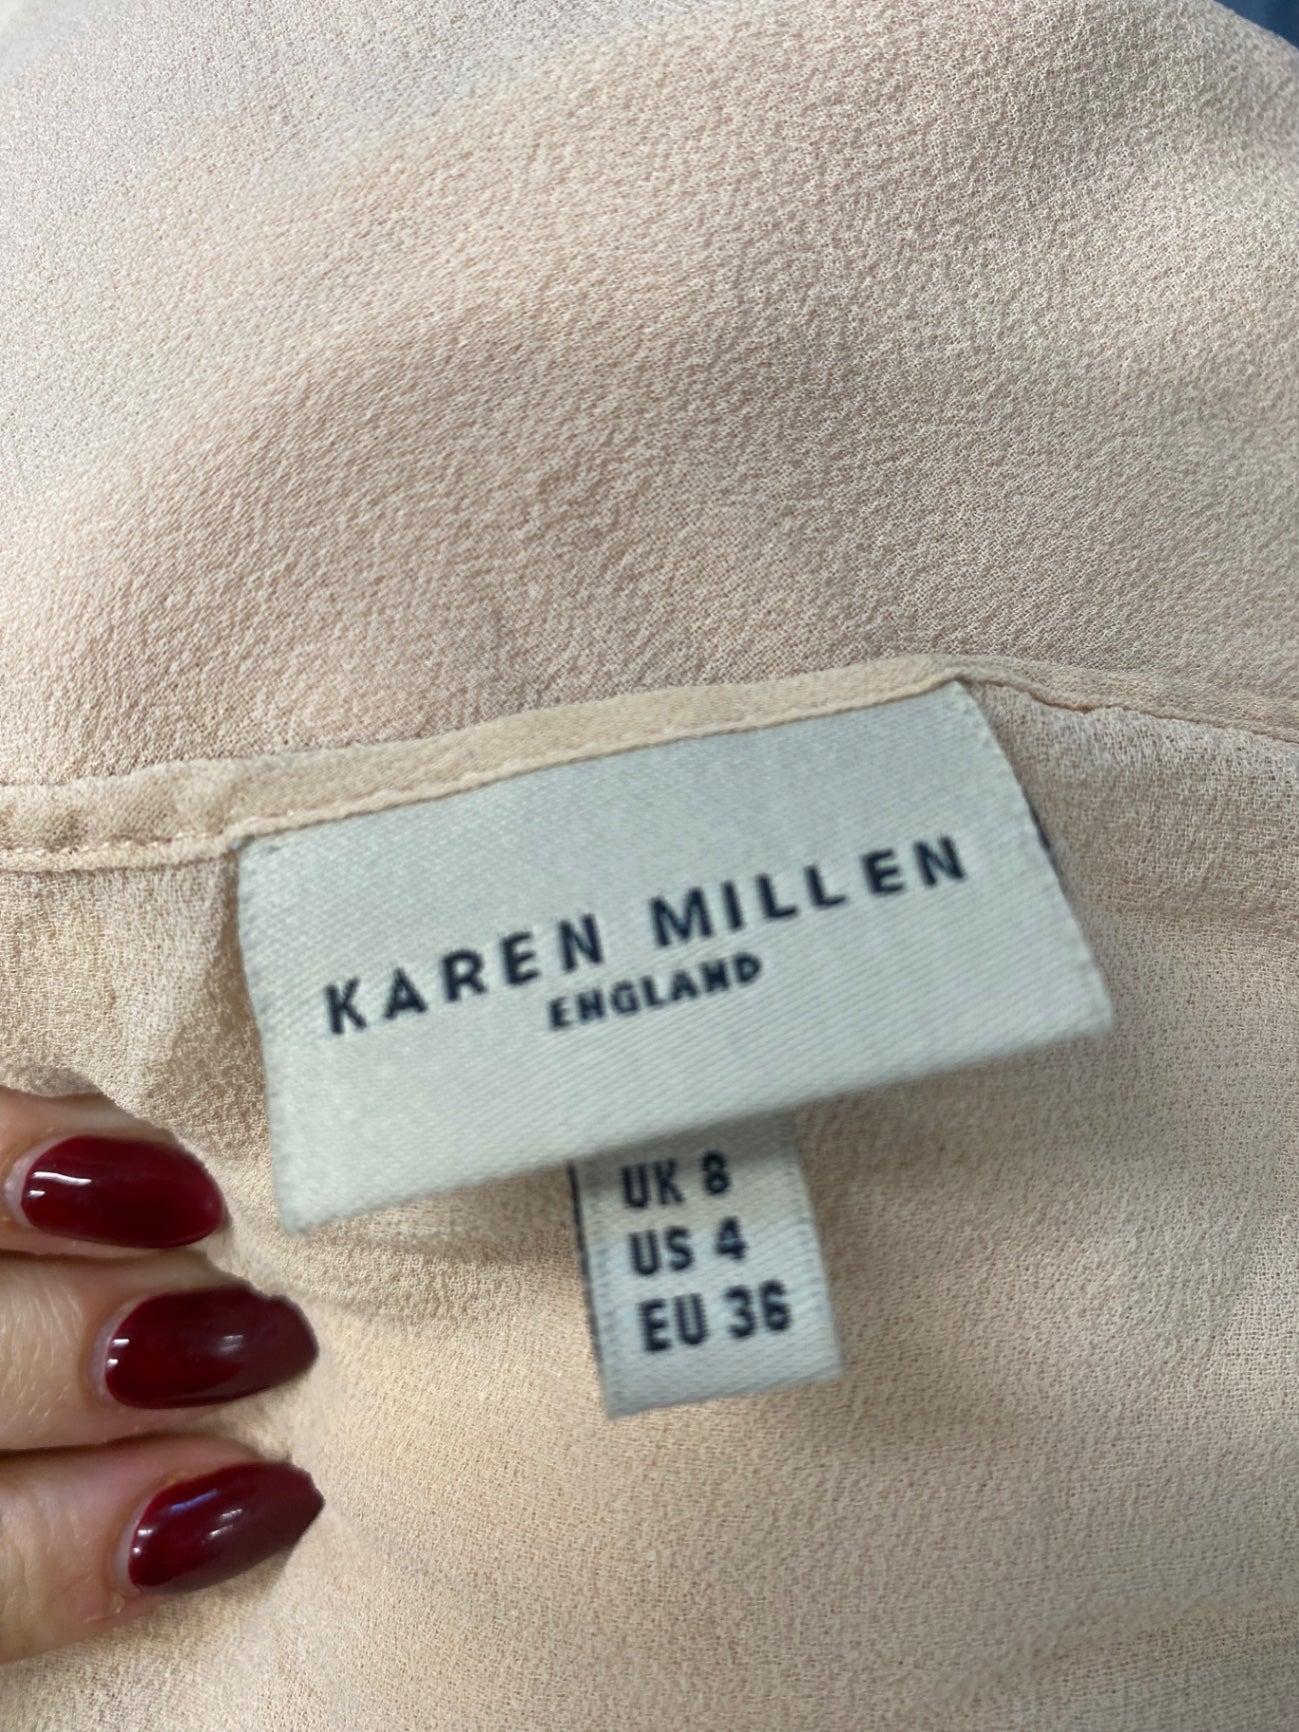 KAREN MILLEN
ENGLAND
UK 8
US 4
EU 36